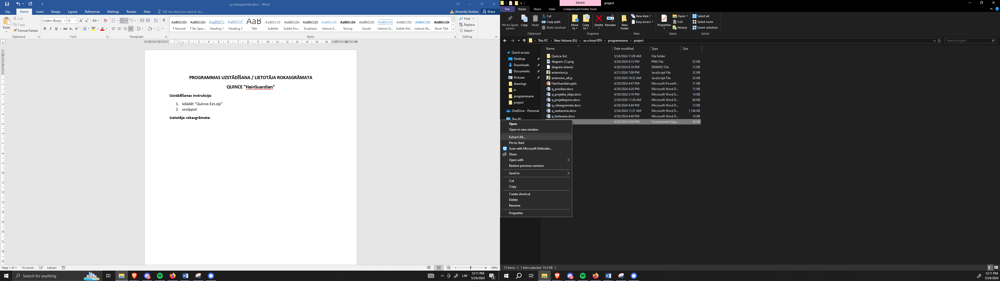 q_rokasgramata.docx - Word
File
Home
Insert
Design
Layout
References
Mailings
Review
View
Tell me what you want to do...
Amanda Ozoliņa
Share
Paste
Cut
Copy
Format Painter
Clipboard
Calibri (Body)
12
Font
Paragraph
AaBbCcDc
¶ Normal
AaBbCcDc
¶ No Spac...
AaBbCc
Heading 1
AaBbCcD
Heading 2
AaB
Title
AaBbCcD
Subtitle
AaBbCcDc
Subtle Em...
AaBbCcDc
Emphasis
AaBbCcDc
Intense E...
AaBbCcDc
Strong
AaBbCcDc
Quote
AaBbCcDc
Intense Q...
AaBbCcDc
Subtle Ref...
AaBbCcDc
Intense Re...
AaBbCcDc
Book Title
Styles
Find
Replace
Select
Editing
PROGRAMMAS UZSTĀDĪŠANA / LIETOTĀJA ROKASGRĀMATA
QUINCE "HairGuardian"
Uzstādīšanas instrukcija:
1. Ielādēt “Quince-Ext.zip”
2. unzippot
Lietotāja rokasgrāmata:
Page 1 of 1
16 words
Latvian
100%
Search for anything
LAV
12:11 PM
5/24/2024
2
Extract
project
File
Home
Share
View
Compressed Folder Tools
Pin to Quick access
Copy
Paste
Cut
Copy path
Paste shortcut
Clipboard
Move to
Copy to
Delete
Rename
Organize
New folder
New item
Easy access
New
Properties
Open
Edit
History
Open
Select all
Select none
Invert selection
Select
This PC > New Volume (D:) > aa school RTV > programesana > project
Search project
Quick access
Desktop
Downloads
Documents
Pictures
drawings
lv
programesana
project
OneDrive - Personal
This PC
Name Date modified Type Size
Quince-Ext 5/24/2024 11:09 AM File folder
diagram (1).png 4/26/2024 6:15 PM PNG File 52 KB
diagram.drawio 4/26/2024 6:16 PM DRAWIO File 12 KB
extension.js 4/21/2024 7:09 PM JavaScript File 32 KB
extension_alt.js 5/24/2024 10:52 AM JavaScript File 32 KB
HairGuardian.pptx 4/26/2024 4:47 PM Microsoft PowerP... 31 KB
q_prasibas.docx 4/26/2024 4:20 PM Microsoft Word D... 13 KB
q_projekta_ideja.docx 4/30/2024 3:19 PM Microsoft Word D... 14 KB
q_projektejums.docx 5/24/2024 11:29 AM Microsoft Word D... 66 KB
q_rokasgramata.docx 4/26/2024 4:44 PM Microsoft Word D... 12 KB
q_saskarsme.docx 5/24/2024 11:37 AM Microsoft Word D... 1,146 KB
q_testesana.docx 4/26/2024 4:40 PM Microsoft Word D... 14 KB
4/26/2024 4:56 PM Compressed (zipp... 36 KB
Open
Open in new window
Extract All...
Pin to Start
Scan with Microsoft Defender...
Share
Open with
Restore previous versions
Send to
Cut
Copy
Create shortcut
Delete
Rename
Properties
13 items
1 item selected 35.6 KB
12:11 PM
5/24/2024